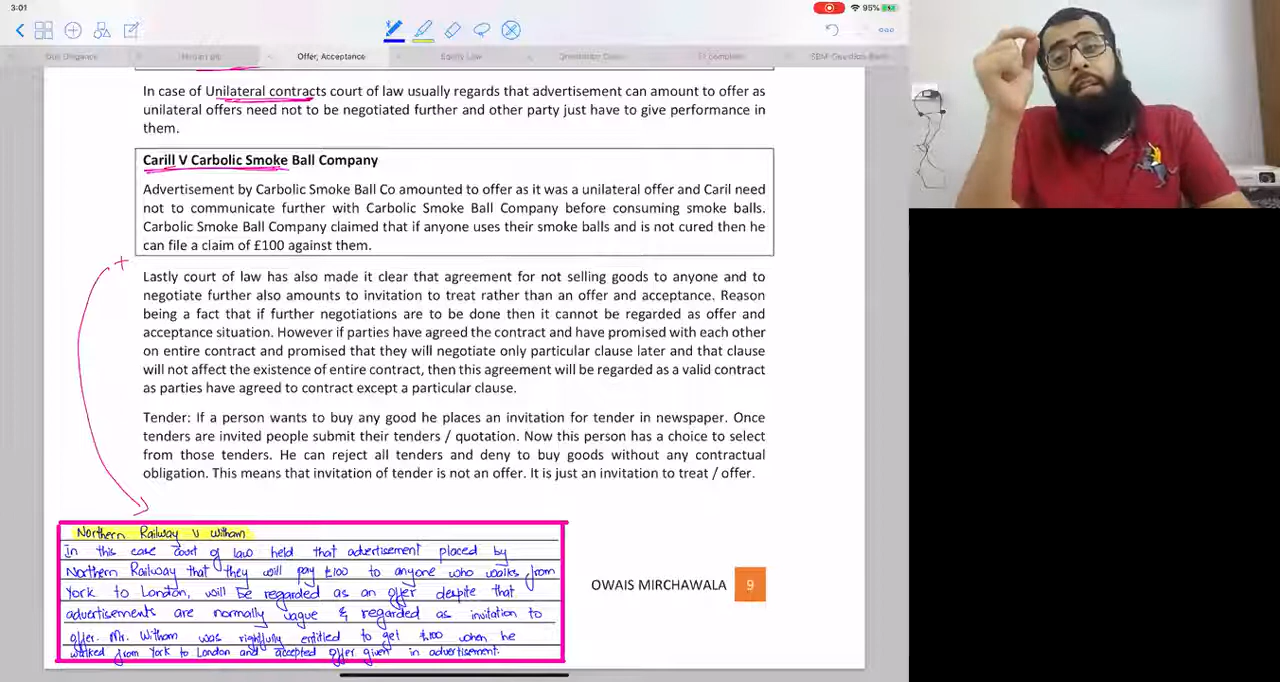 3:01
95%
Due Diligence
Offer, Acceptance
Equity Law
In case of Unilateral contracts court of law usually regards that advertisement can amount to offer as
unilateral offers need not to be negotiated further and other party just have to give performance in
them.
Carill V Carbolic Smoke Ball Company
Advertisement by Carbolic Smoke Ball Co amounted to offer as it was a unilateral offer and Caril need
not to communicate further with Carbolic Smoke Ball Company before consuming smoke balls.
Carbolic Smoke Ball Company claimed that if anyone uses their smoke balls and is not cured then he
can file a claim of £100 against them.
Lastly court of law has also made it clear that agreement for not selling goods to anyone and to
negotiate further also amounts to invitation to treat rather than an offer and acceptance. Reason
being a fact that if further negotiations are to be done then it cannot be regarded as offer and
acceptance situation. However if parties have agreed the contract and have promised with each other
on entire contract and promised that they will negotiate only particular clause later and that clause
will not affect the existence of entire contract, then this agreement will be regarded as a valid contract
as parties have agreed to contract except a particular clause.
Tender: If a person wants to buy any good he places an invitation for tender in newspaper. Once
tenders are invited people submit their tenders / quotation. Now this person has a choice to select
from those tenders. He can reject all tenders and deny to buy goods without any contractual
obligation. This means that invitation of tender is not an offer. It is just an invitation to treat / offer.
Northern Railway v Witham
In this case court of law held that advertisement placed by
Northern Railway that they will pay £100 to anyone who walks from
York to London, will be regarded as an offer despite that
advertisements are normally vague & regarded as invitation to
offer. Mr. Witham was rightfully entitled to get £100 when he
walked from York to London and accepted offer given in advertisement.
OWAIS MIRCHAWALA 9